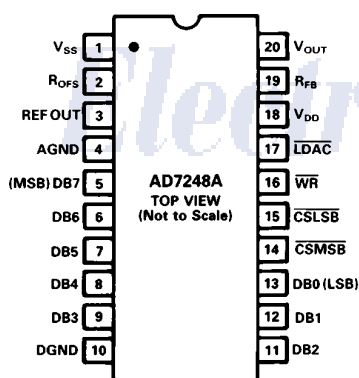 VSS 1 20 VOUT
ROFS 2 19 RFB
REF OUT 3 18 VDD
AGND 4 17 LDAC
(MSB) DB7 5 AD7248A 16 WR
TOP VIEW
DB6 6 (Not to Scale) 15 CSLSB
DB5 7 14 CSMSB
DB4 8 13 DB0 (LSB)
DB3 9 12 DB1
DGND 10 11 DB2
Electr